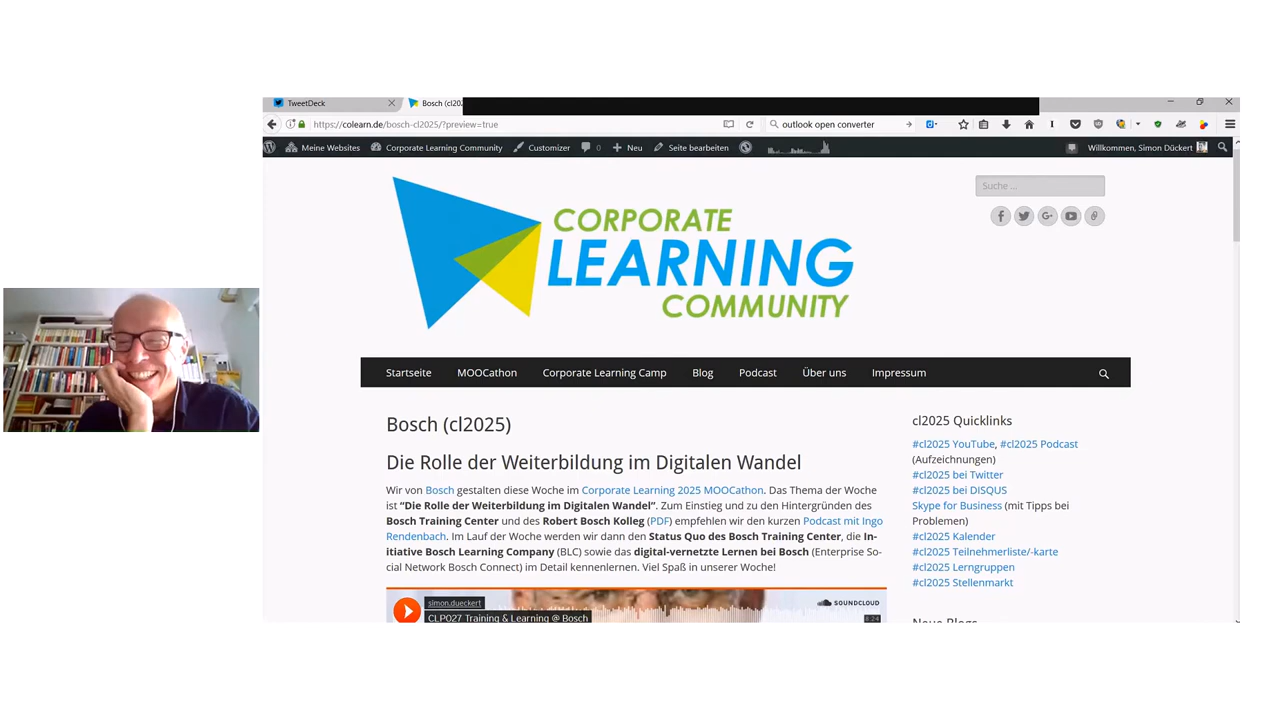 TweetDeck
Bosch (cl202
https://colearn.de/bosch-cl2025/?preview=true
outlook open converter
Meine Websites
Corporate Learning Community
Customizer
0
Neu
Seite bearbeiten
Willkommen, Simon Dückert
Suche ...
CORPORATE
LEARNING
COMMUNITY
Startseite
MOOCathon
Corporate Learning Camp
Blog
Podcast
Über uns
Impressum
Bosch (cl2025)
Die Rolle der Weiterbildung im Digitalen Wandel
Wir von Bosch gestalten diese Woche im Corporate Learning 2025 MOOCathon. Das Thema der Woche
ist “Die Rolle der Weiterbildung im Digitalen Wandel”. Zum Einstieg und zu den Hintergründen des
Bosch Training Center und des Robert Bosch Kolleg (PDF) empfehlen wir den kurzen Podcast mit Ingo
Rendenbach. Im Lauf der Woche werden wir dann den Status Quo des Bosch Training Center, die In-
itiative Bosch Learning Company (BLC) sowie das digital-vernetzte Lernen bei Bosch (Enterprise So-
cial Network Bosch Connect) im Detail kennenlernen. Viel Spaß in unserer Woche!
simon.dueckert
SOUNDCLOUD
CLP027 Training & Learning @ Bosch
8:24
cl2025 Quicklinks
#cl2025 YouTube, #cl2025 Podcast
(Aufzeichnungen)
#cl2025 bei Twitter
#cl2025 bei DISQUS
Skype for Business (mit Tipps bei
Problemen)
#cl2025 Kalender
#cl2025 Teilnehmerliste/-karte
#cl2025 Lerngruppen
#cl2025 Stellenmarkt
Neue Blogs